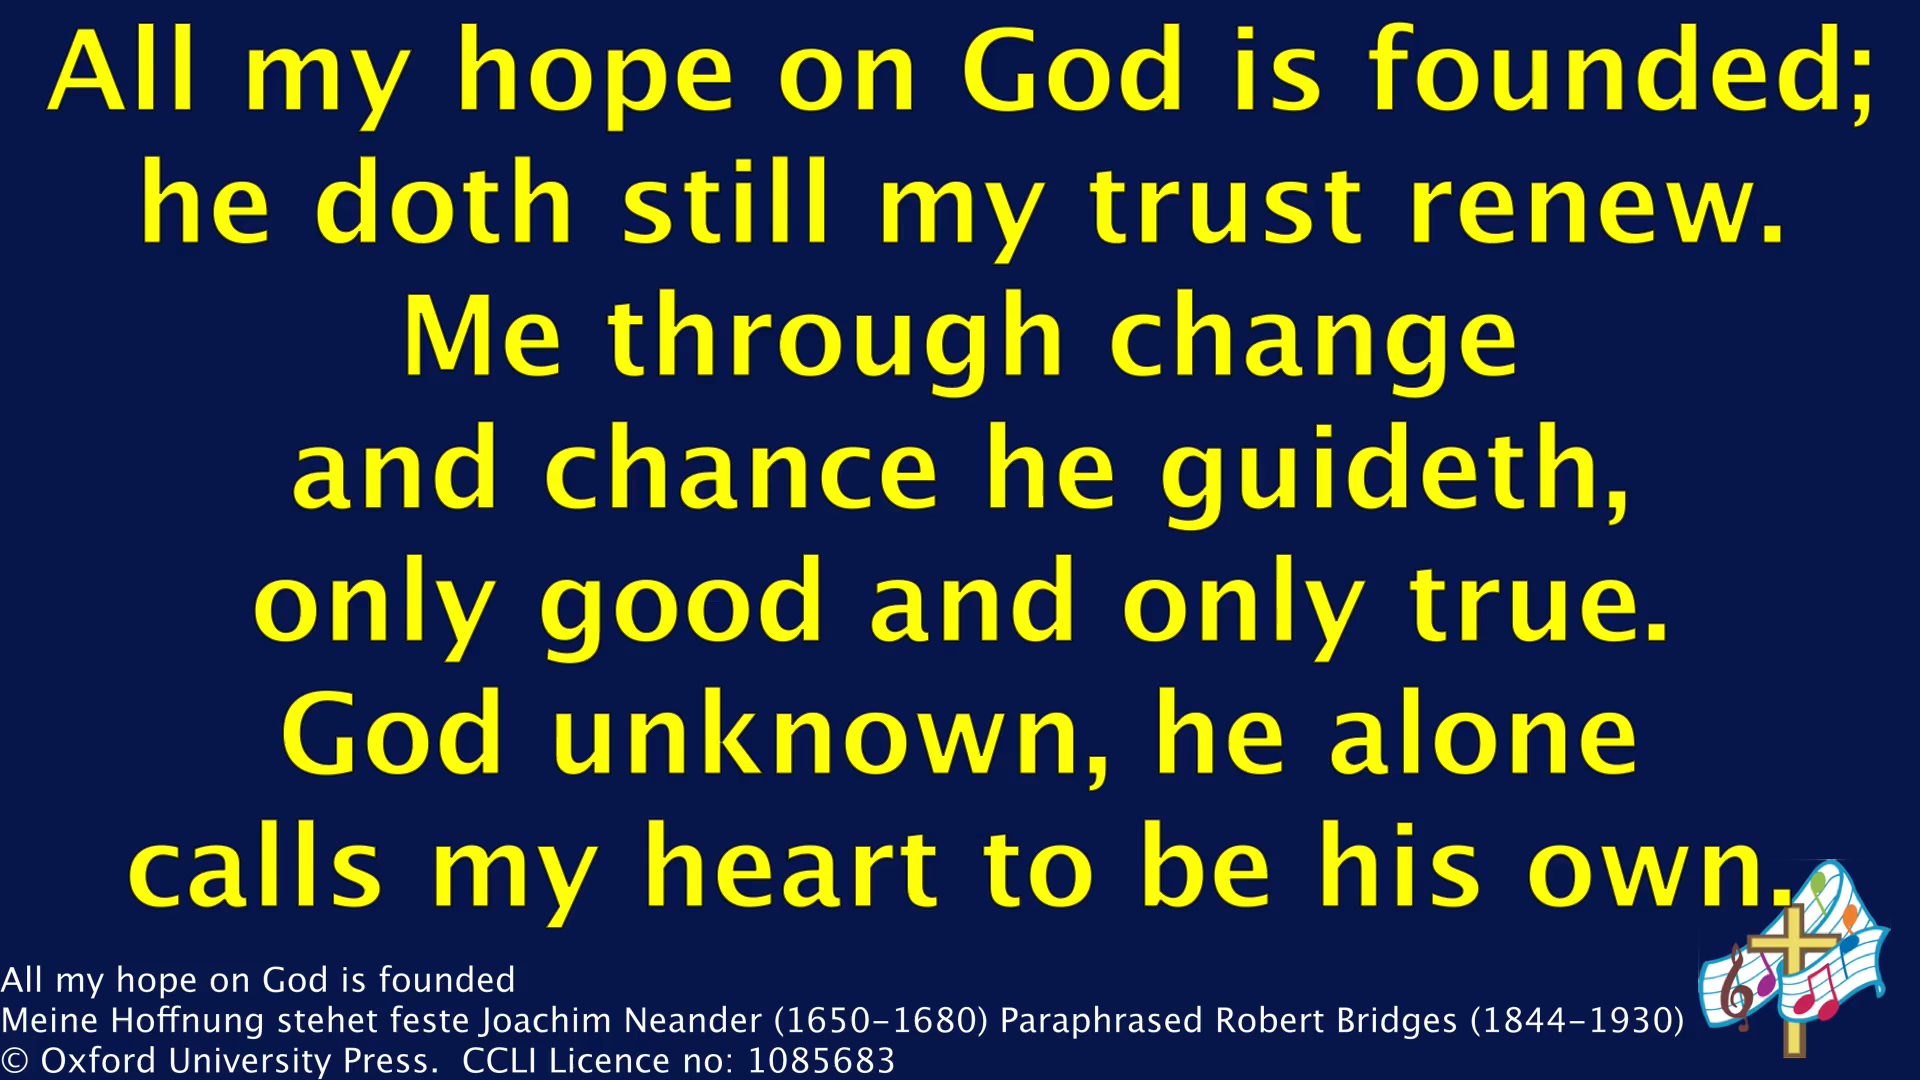 All my hope on God is founded;
he doth still my trust renew.
Me through change
and chance he guideth,
only good and only true.
God unknown, he alone
calls my heart to be his own.
All my hope on God is founded
Meine Hoffnung stehet feste Joachim Neander (1650–1680) Paraphrased Robert Bridges (1844–1930)
© Oxford University Press.  CCLI Licence no: 1085683